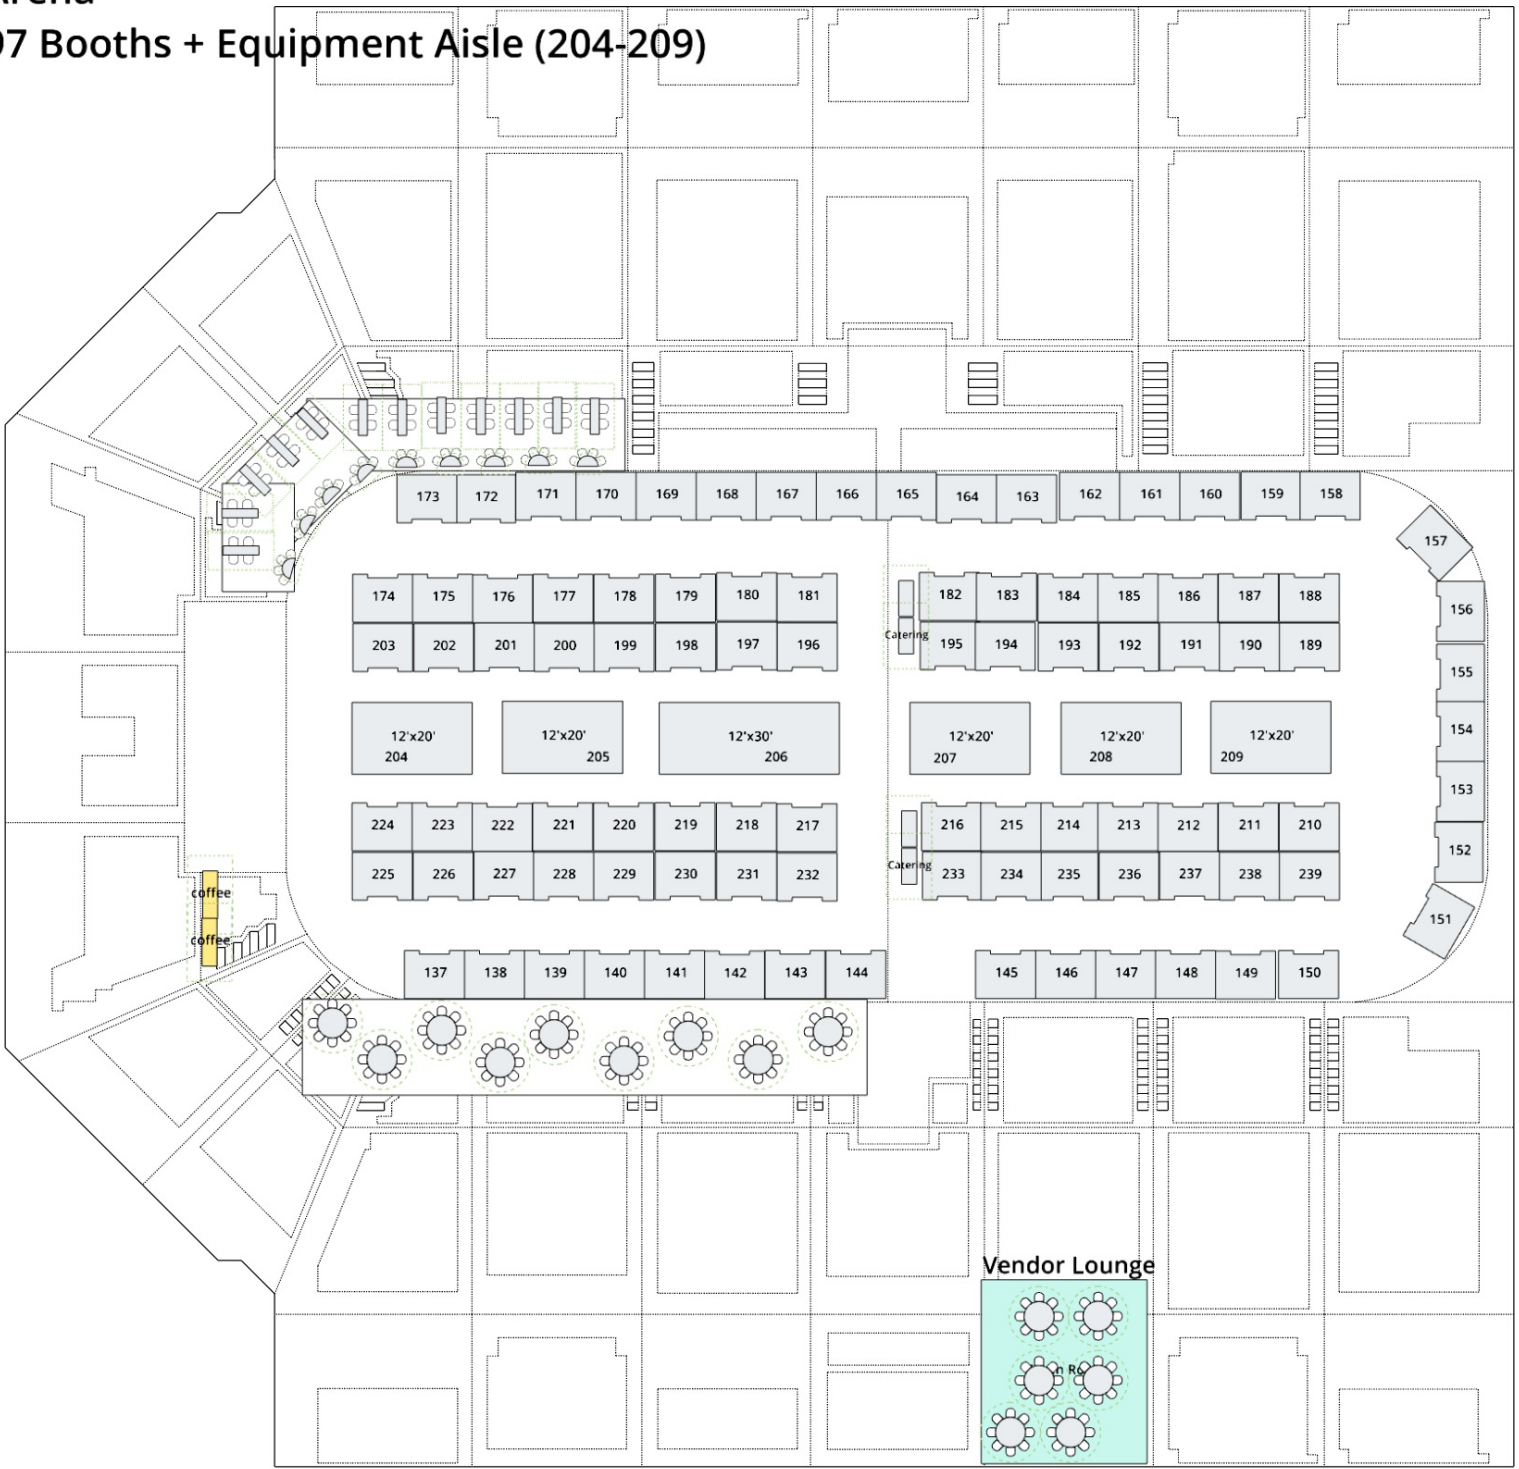 97 Booths + Equipment Aisle (204-209)
173 172 171 170 169 168 167 166 165 164 163 162 161 160 159 158
157
174 175 176 177 178 179 180 181 182 183 184 185 186 187 188
156
Catering
203 202 201 200 199 198 197 196 195 194 193 192 191 190 189
155
12'x20' 12'x20' 12'x30' 12'x20' 12'x20' 12'x20'
154
204 205 206 207 208 209
153
224 223 222 221 220 219 218 217 216 215 214 213 212 211 210
152
Catering
225 226 227 228 229 230 231 232 233 234 235 236 237 238 239
coffee
151
coffee
137 138 139 140 141 142 143 144 145 146 147 148 149 150
Vendor Lounge